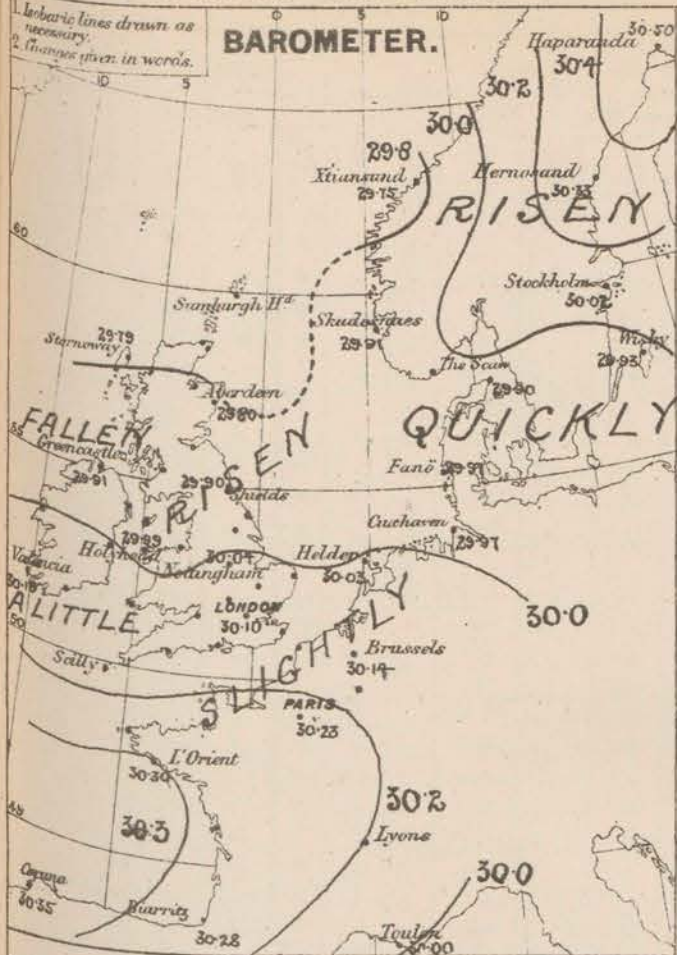 1. Isobaric lines drawn as
necessary.
2. Changes given in words.
BAROMETER.
10 5 0 5 10
30·50
Haparanda
30·4
30·2
30·0
29·8
Xtiansund
29·75
Hernosand
30·33
RISEN
60
Sumburgh Hd.
Stockholm
30·02
Skudesnaes
29·91
Wisby
29·93
Stornoway
29·79
The Scaw
29·90
Aberdeen
29·80
FALLEN
RISEN
QUICKLY
55
Greencastle
29·91
29·90
Shields
Fanö
29·97
Cuxhaven
29·97
29·99
Holyhead
30·04
Nottingham
Helder
30·03
Valencia
A LITTLE
LONDON
30·10
30·0
50
SLIGHTLY
Brussels
30·14
Scilly
PARIS
30·23
L'Orient
30·30
30·2
45
30·3
Lyons
30·35
Biarritz
30·28
30·0
Toulon
30·00